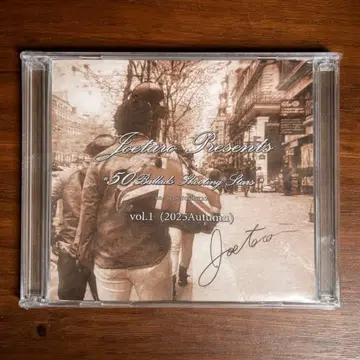 Joetaro Presents
"50 Ballads Shooting Stars
vol.1 (2025Autumn)
Joetaro